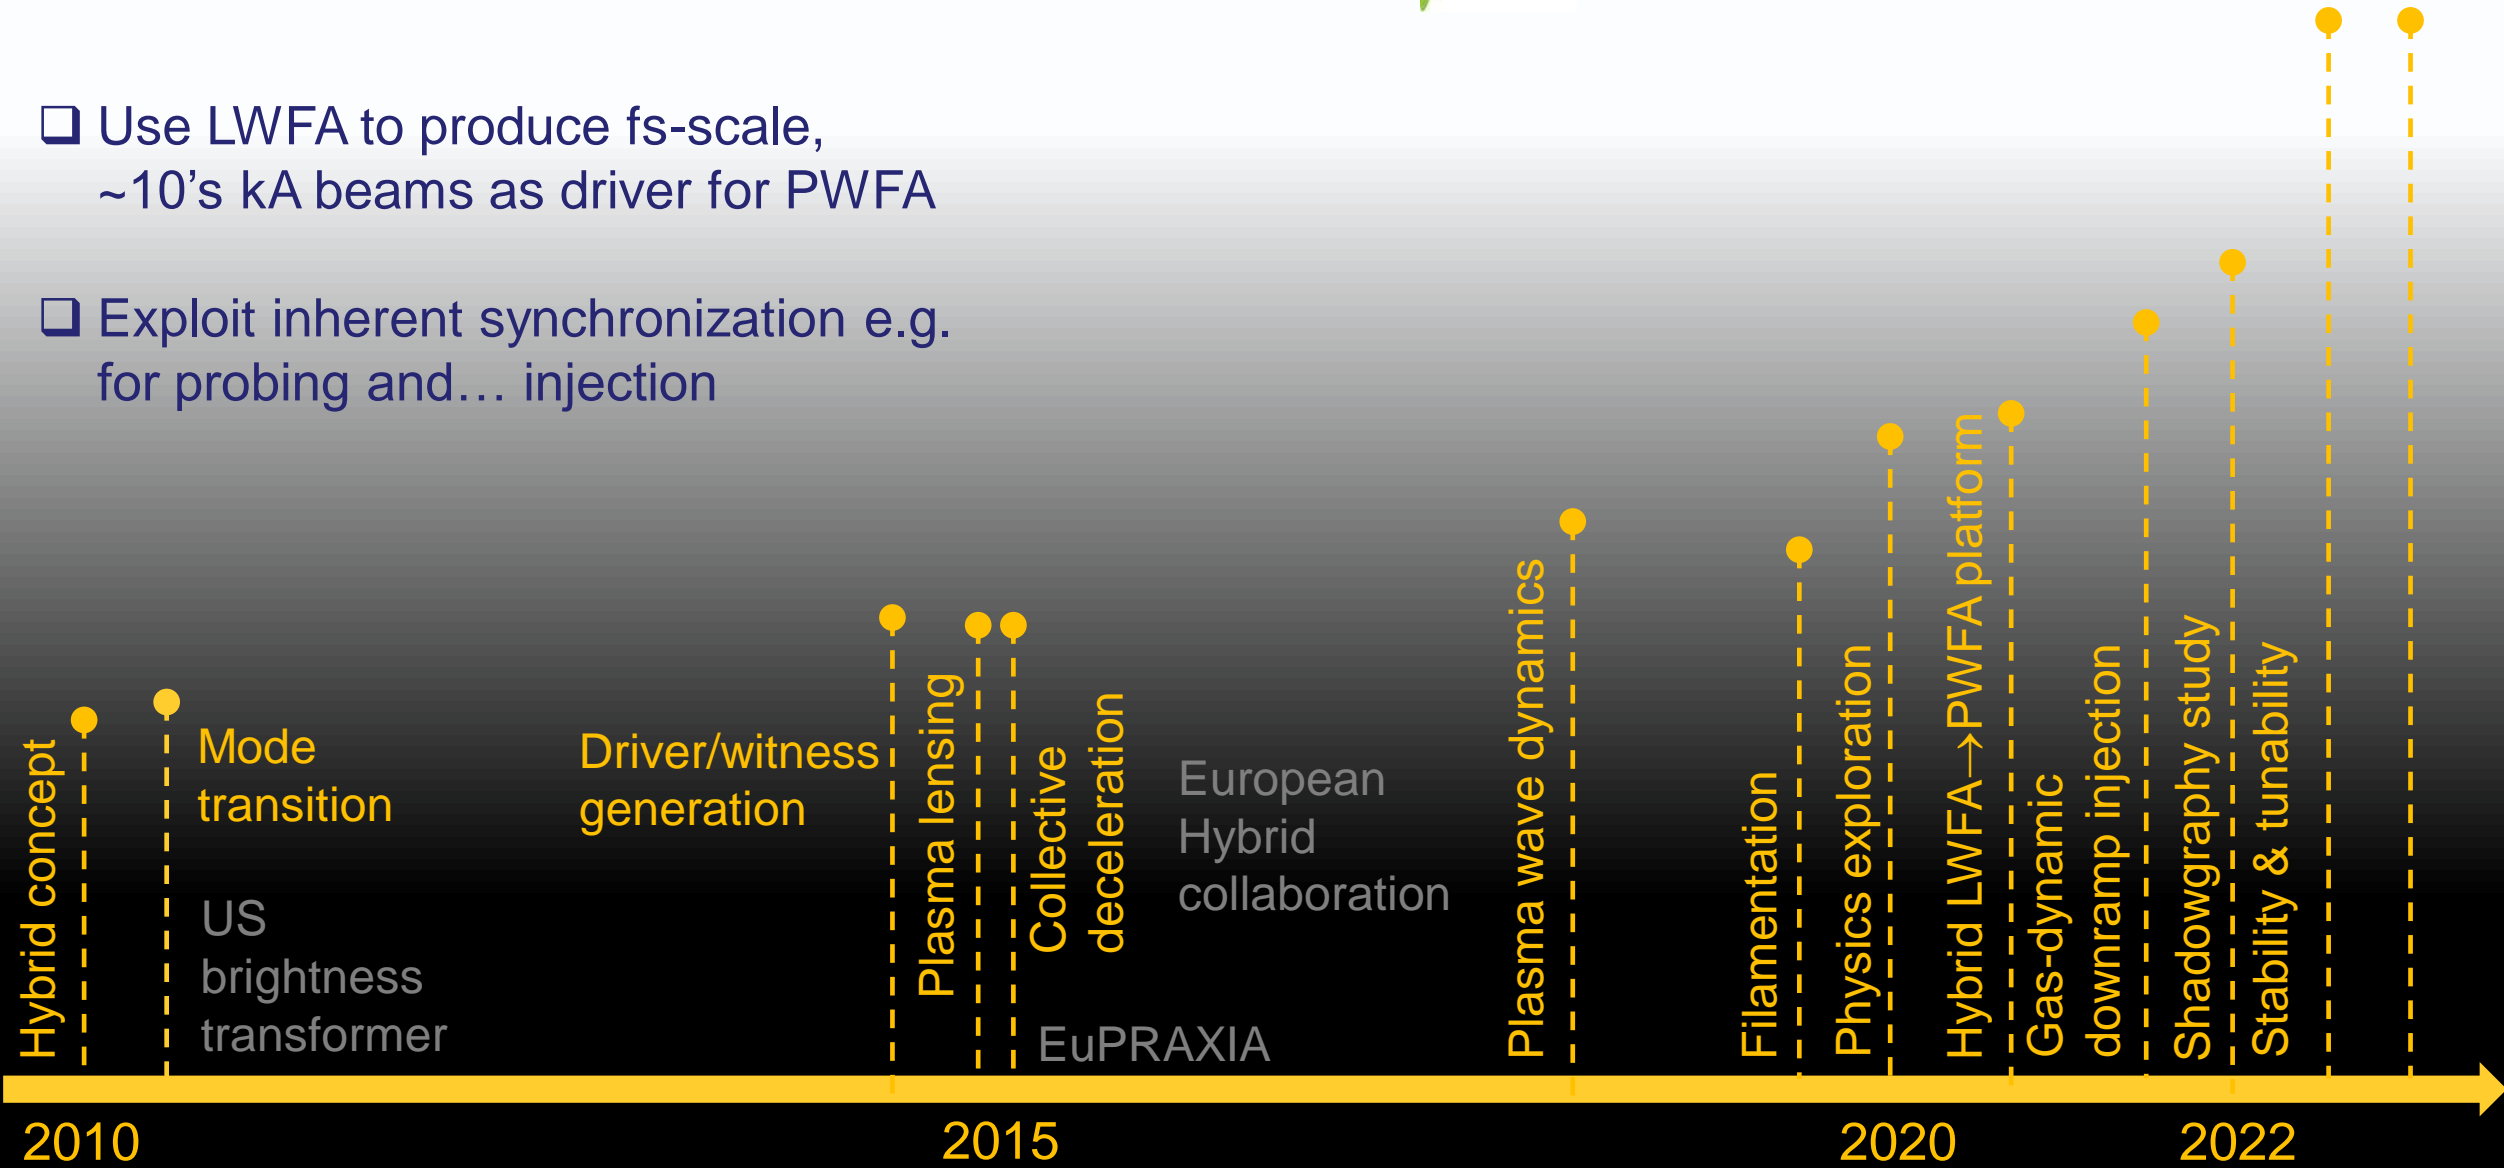 Use LWFA to produce fs-scale,
~10's kA beams as driver for PWFA
Exploit inherent synchronization e.g.
for probing and… injection
Hybrid concept
Mode
transition
US
brightness
transformer
Driver/witness
generation
Plasma lensing
Collective
deceleration
European
Hybrid
collaboration
EuPRAXIA
Plasma wave dynamics
Filamentation
Physics exploration
Hybrid LWFA→PWFA platform
Gas-dynamic
downramp injection
Shadowgraphy study
Stability & tunability
2010
2015
2020
2022